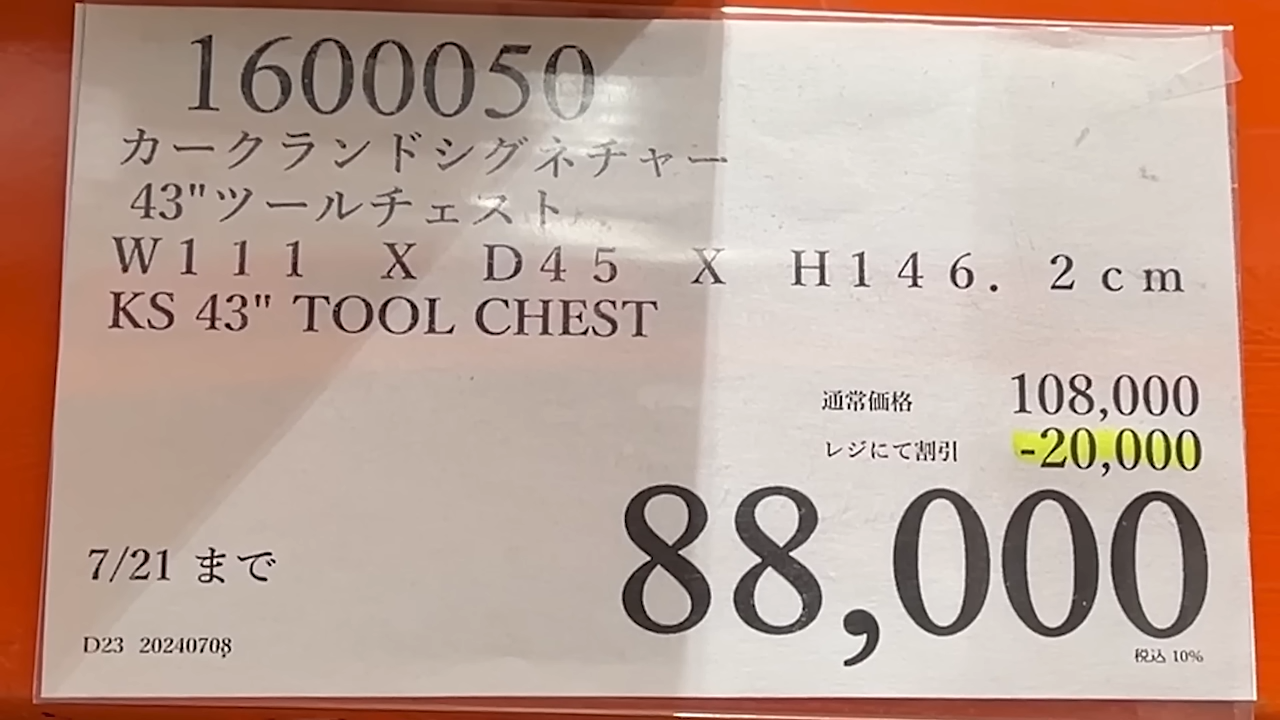 1600050
カークランドシグネチャー
43"ツールチェスト
W111 X D45 X H146.2cm
KS 43" TOOL CHEST
通常価格 108,000
レジにて割引 -20,000
88,000
7/21 まで
税込 10%
D23 20240708